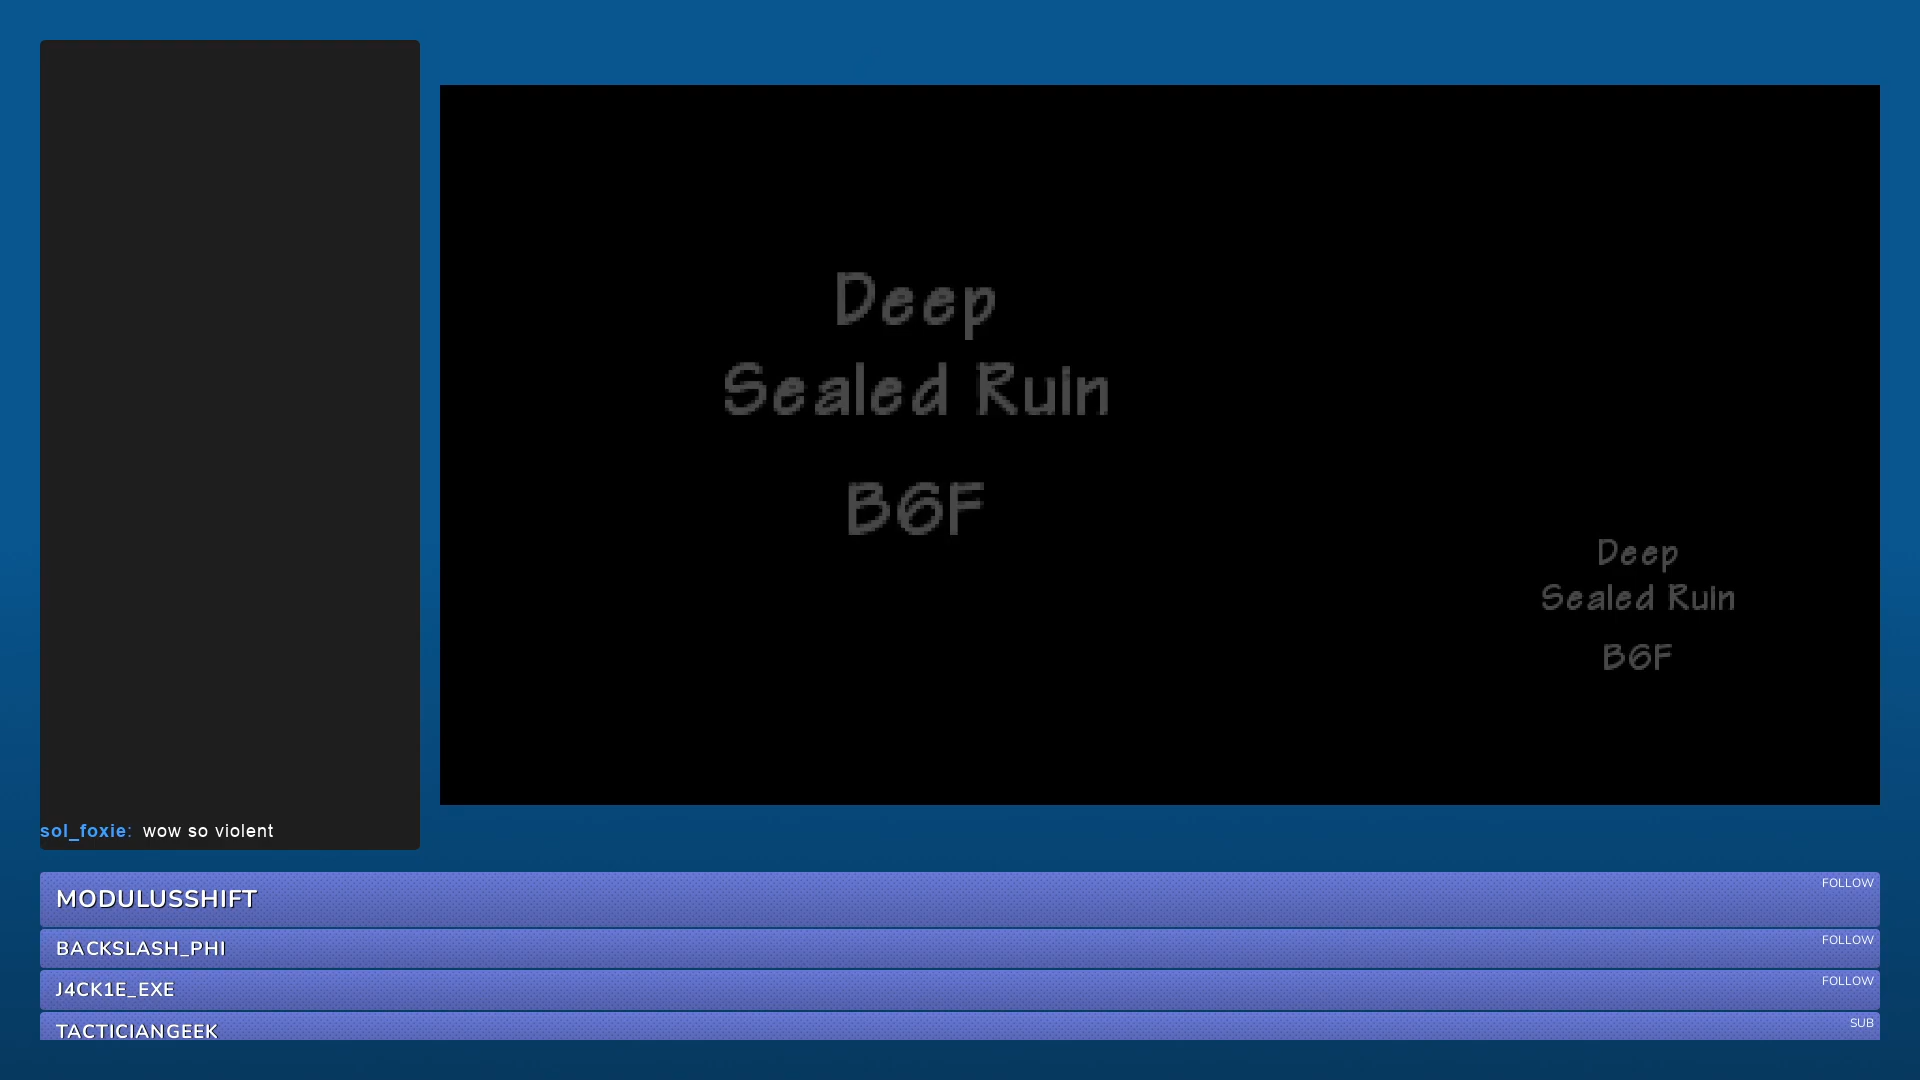 Deep
Sealed Ruin
B6F
Deep
Sealed Ruin
B6F
sol_foxie: wow so violent
MODULUSSHIFT FOLLOW
BACKSLASH_PHI FOLLOW
J4CK1E_EXE FOLLOW
TACTICIANGEEK SUB